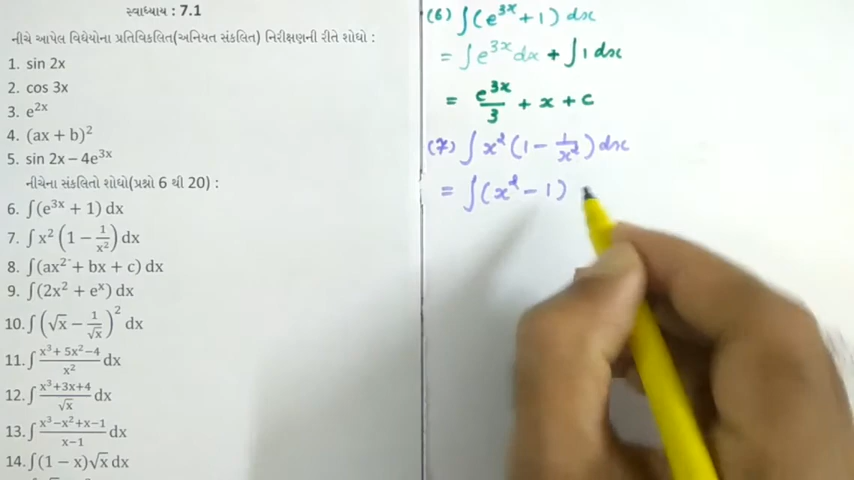 સ્વાધ્યાય : 7.1
નીચે આપેલ વિધેયોના પ્રતિવિકલિત(અનિયત સંકલિત) નિરીક્ષણની રીતે શોધો :
1. sin 2x
2. cos 3x
3. e^{2x}
4. (ax + b)^2
5. sin 2x − 4e^{3x}
નીચેના સંકલિતો શોધો(પ્રશ્નો 6 થી 20) :
6. ∫(e^{3x} + 1) dx
7. ∫ x^2 (1 − 1/x^2) dx
8. ∫(ax^2 + bx + c) dx
9. ∫(2x^2 + e^x) dx
10. ∫(√x − 1/√x)^2 dx
11. ∫ (x^3+5x^2−4)/x^2 dx
12. ∫ (x^3+3x+4)/√x dx
13. ∫ (x^3−x^2+x−1)/(x−1) dx
14. ∫(1 − x)√x dx
(6) ∫(e^{3x} + 1) dx
= ∫e^{3x} dx + ∫1 dx
= e^{3x}/3 + x + c
(7) ∫ x^2 (1 − 1/x^2) dx
= ∫(x^2 − 1)